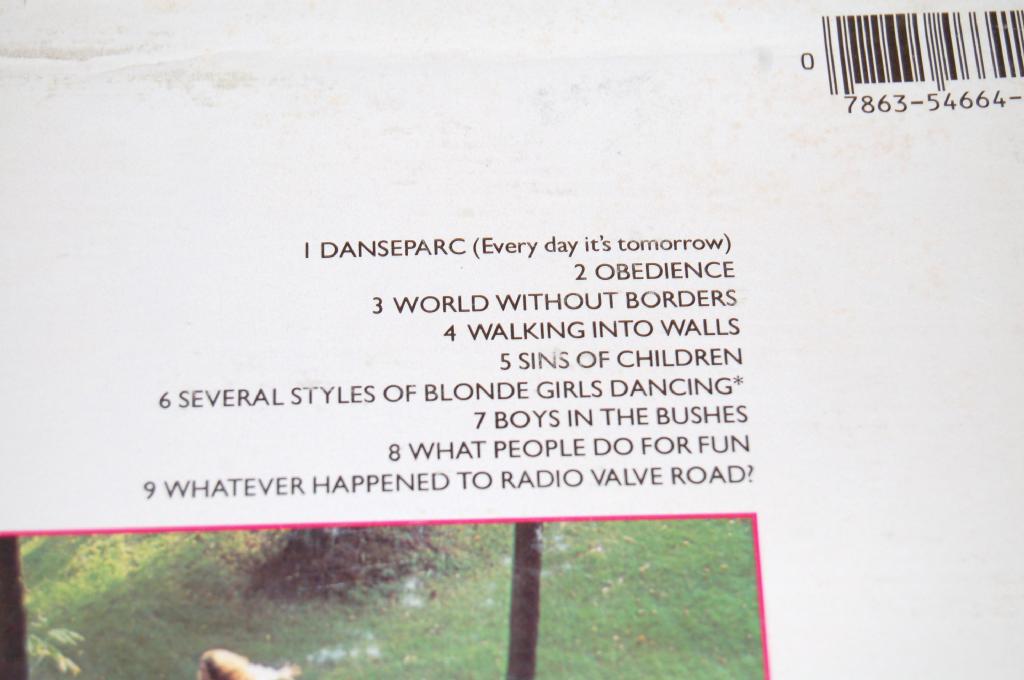 0
7863-54664-
1 DANSEPARC (Every day it's tomorrow)
2 OBEDIENCE
3 WORLD WITHOUT BORDERS
4 WALKING INTO WALLS
5 SINS OF CHILDREN
6 SEVERAL STYLES OF BLONDE GIRLS DANCING*
7 BOYS IN THE BUSHES
8 WHAT PEOPLE DO FOR FUN
9 WHATEVER HAPPENED TO RADIO VALVE ROAD?